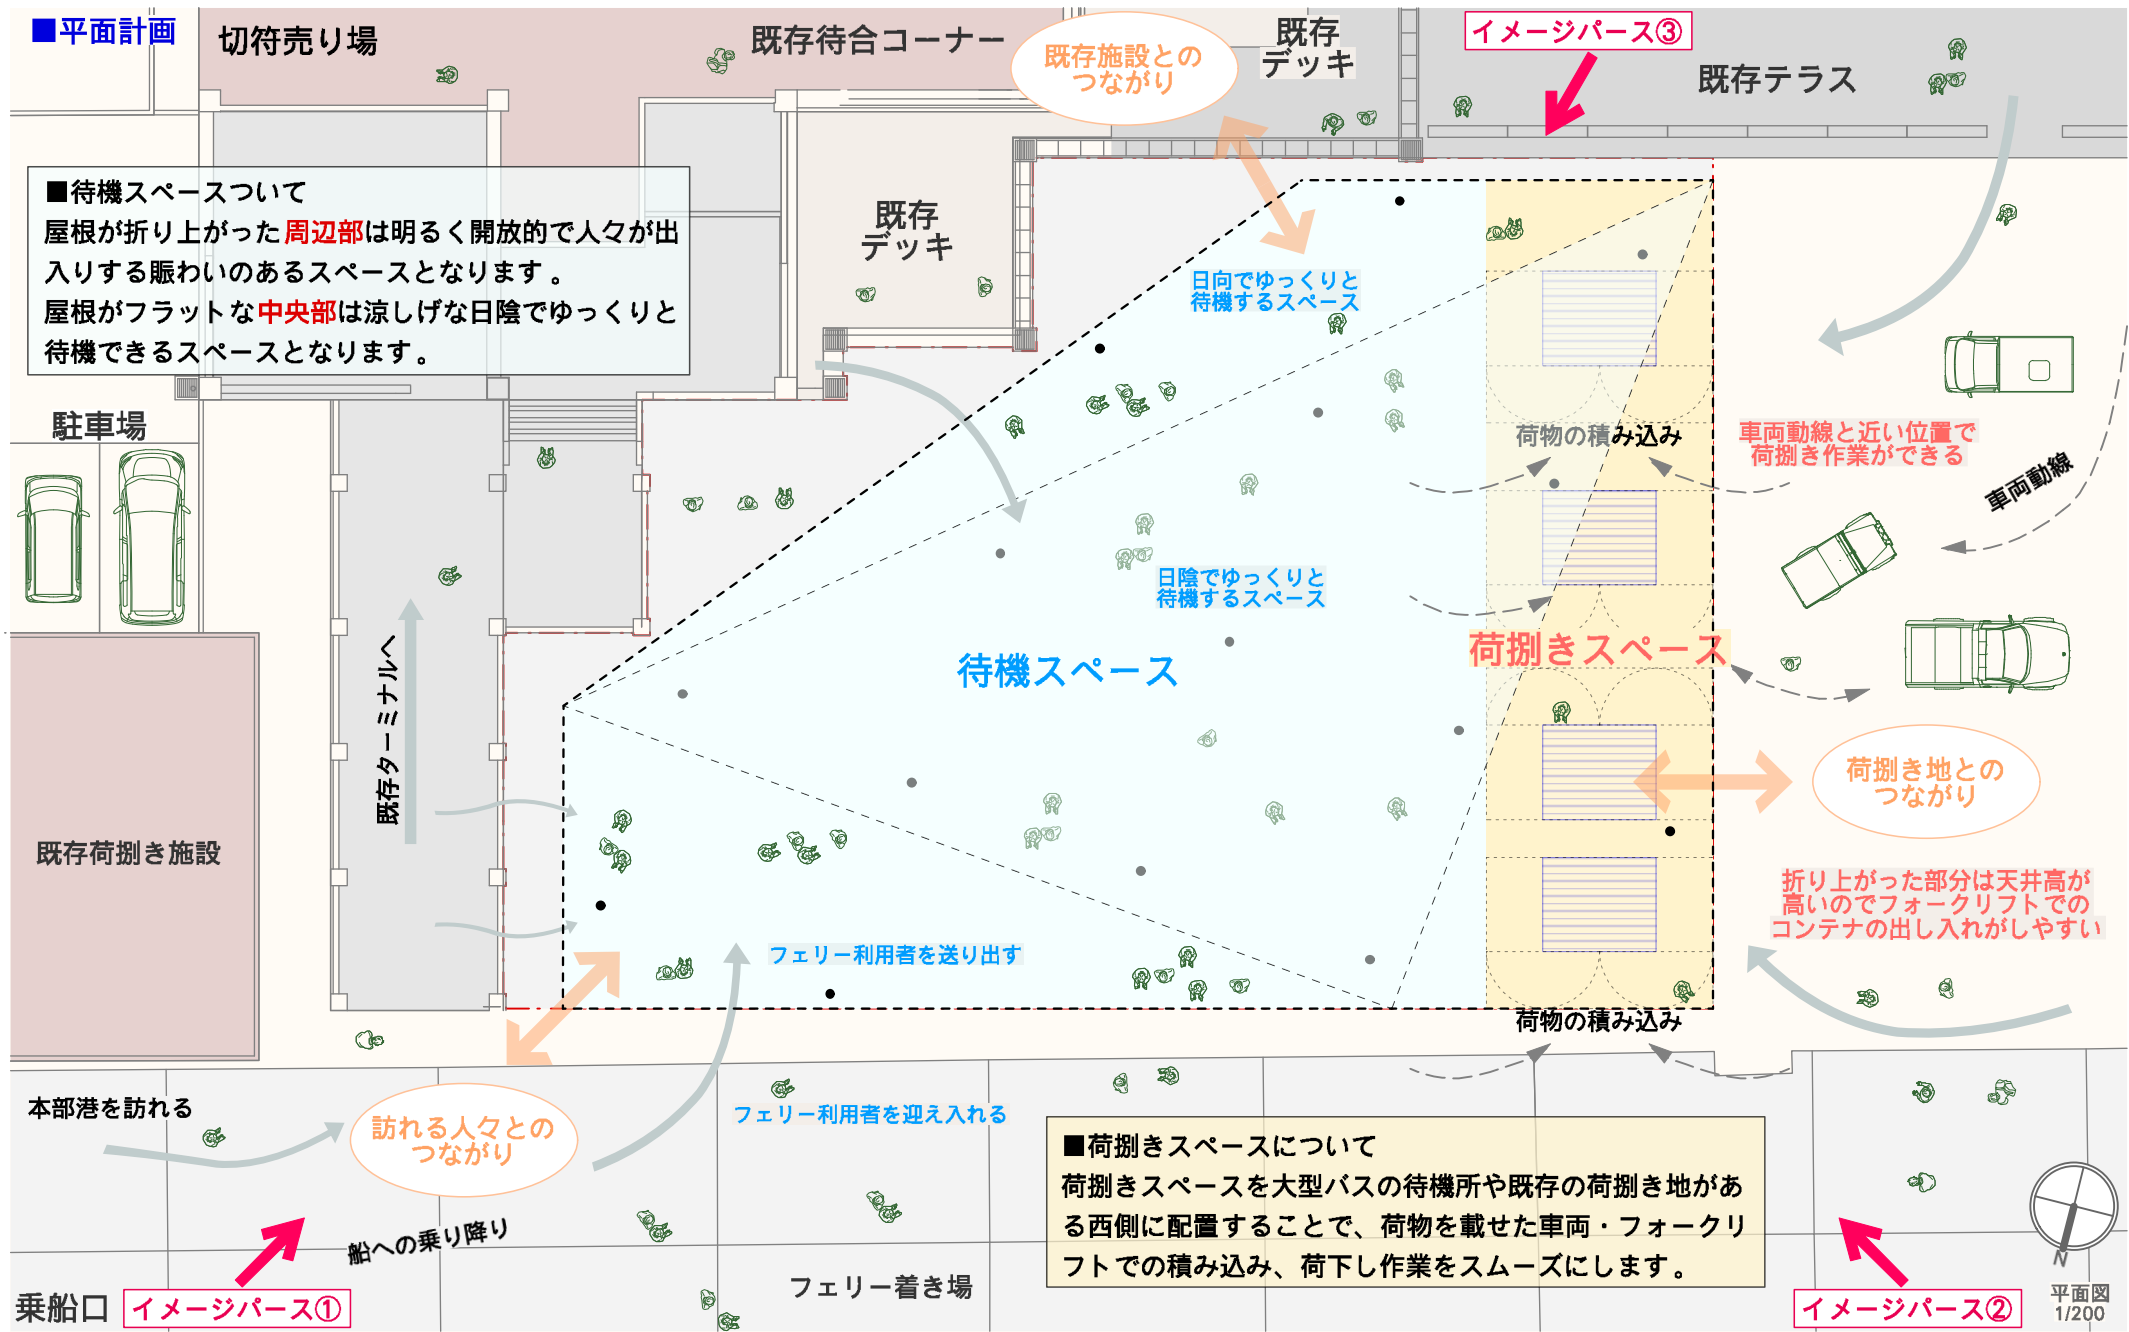 ■平面計画
切符売り場
既存待合コーナー
既存施設との
つながり
既存
デッキ
イメージパース③
既存テラス
■待機スペースついて
屋根が折り上がった周辺部は明るく開放的で人々が出
入りする賑わいのあるスペースとなります。
屋根がフラットな中央部は涼しげな日陰でゆっくりと
待機できるスペースとなります。
既存
デッキ
日向でゆっくりと
待機するスペース
駐車場
荷物の積み込み
車両動線と近い位置で
荷捌き作業ができる
車両動線
日陰でゆっくりと
待機するスペース
待機スペース
荷捌きスペース
既存ターミナルへ
荷捌き地との
つながり
既存荷捌き施設
折り上がった部分は天井高が
高いのでフォークリフトでの
コンテナの出し入れがしやすい
フェリー利用者を送り出す
荷物の積み込み
本部港を訪れる
訪れる人々との
つながり
フェリー利用者を迎え入れる
■荷捌きスペースについて
荷捌きスペースを大型バスの待機所や既存の荷捌き地があ
る西側に配置することで、荷物を載せた車両・フォークリ
フトでの積み込み、荷下し作業をスムーズにします。
船への乗り降り
フェリー着き場
乗船口
イメージパース①
イメージパース②
N
平面図
1/200